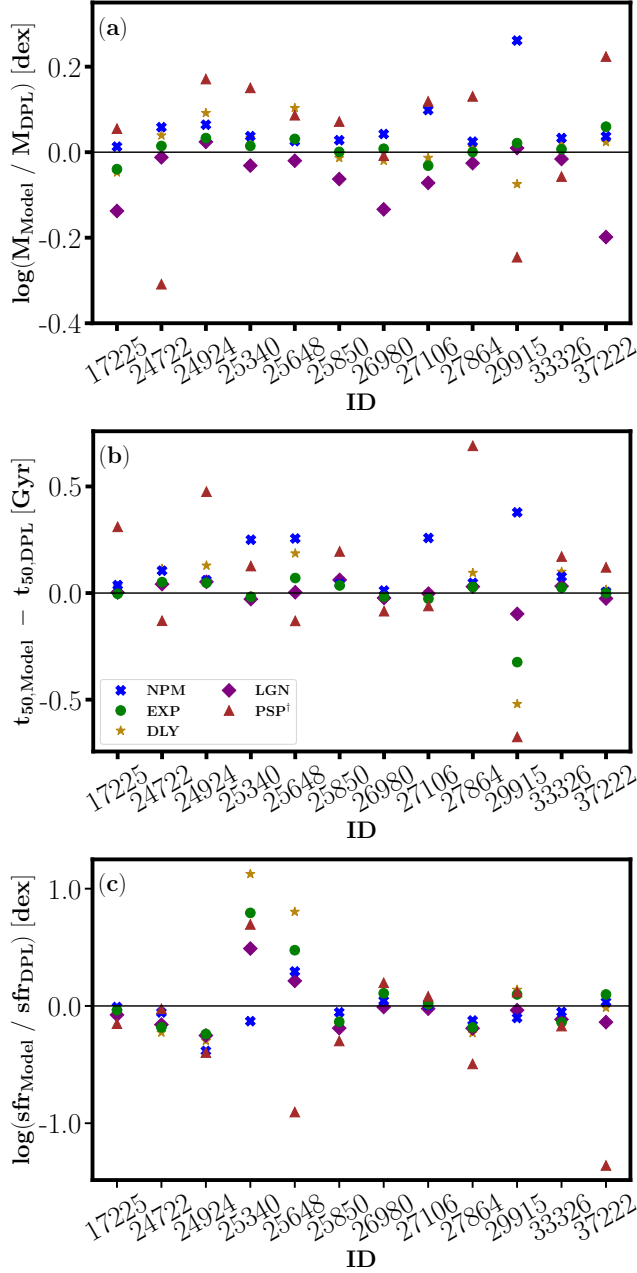 (a)
log(M_Model / M_DPL) [dex]
0.2
0.0
-0.2
-0.4
17225 24722 24924 25340 25648 25850 26980 27106 27864 29915 33326 37222
ID
(b)
t_50,Model − t_50,DPL [Gyr]
0.5
0.0
-0.5
NPM LGN
EXP PSP†
DLY
17225 24722 24924 25340 25648 25850 26980 27106 27864 29915 33326 37222
ID
(c)
log(sfr_Model / sfr_DPL) [dex]
1.0
0.0
-1.0
17225 24722 24924 25340 25648 25850 26980 27106 27864 29915 33326 37222
ID